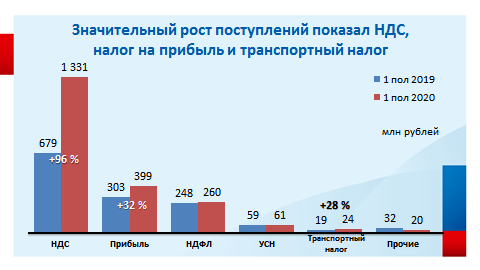 Значительный рост поступлений показал НДС,
налог на прибыль и транспортный налог
1 331
1 пол 2019
1 пол 2020
млн рублей
679
+96 %
303
399
+32 %
248
260
59
61
+28 %
19
24
32
20
НДС
Прибыль
НДФЛ
УСН
Транспортный
налог
Прочие